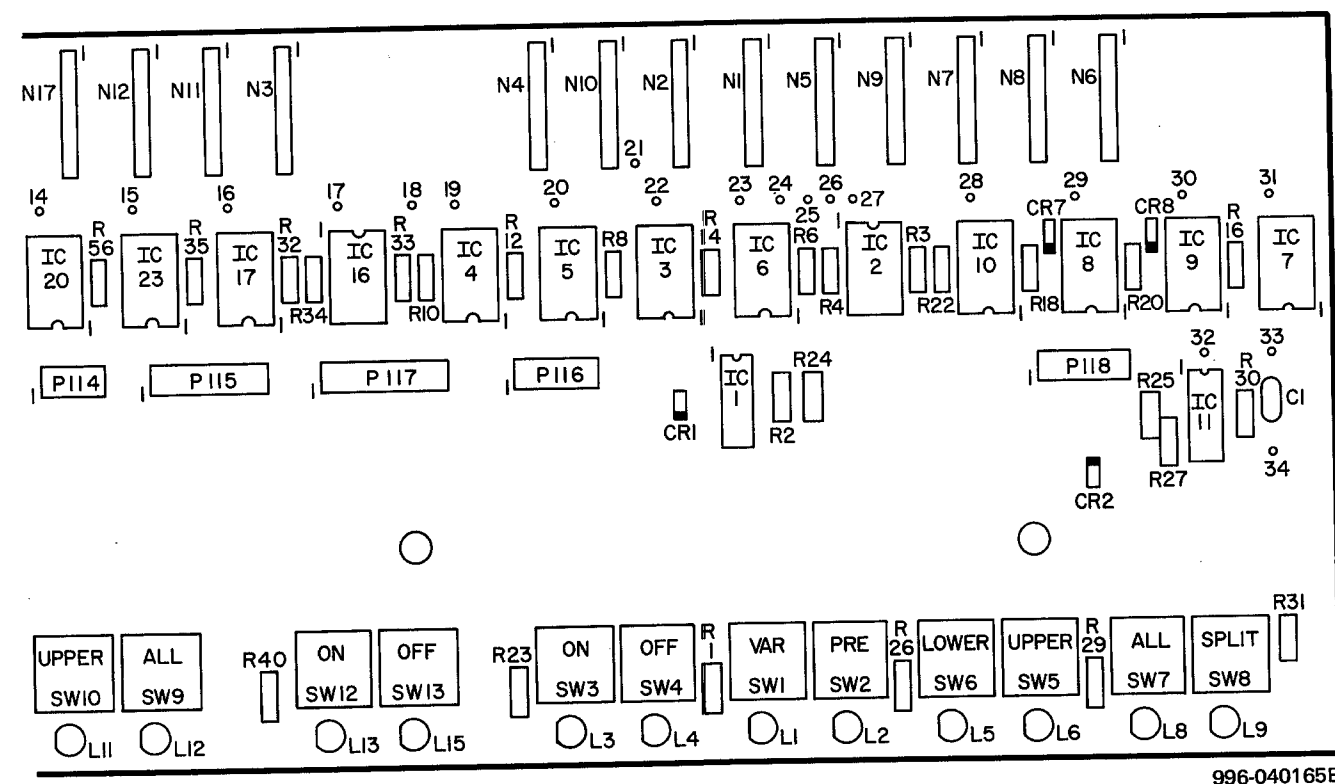 N17 N12 N11 N3 N4 N10 N2 N1 N5 N9 N7 N8 N6
21
14 15 16 17 18 19 20 22 23 24 26 27 28 29 30 31
25
CR7 CR8
IC 20
R 56
IC 23
R 35
IC 17
R 32
R34
IC 16
R 33
R10
IC 4
R 12
IC 5
R8
IC 3
R 14
IC 6
R6
R4
IC 2
R3
R22
IC 10
R18
IC 8
R20
IC 9
R 16
IC 7
P114 P115 P117 P116
CR1
IC 1
R2
R24
P118
R25
R27
32
IC 11
R 30
33
C1
34
CR2
UPPER SW10
ALL SW9
R40
ON SW12
OFF SW13
R23
ON SW3
OFF SW4
R 1
VAR SW1
PRE SW2
R 26
LOWER SW6
UPPER SW5
R 29
ALL SW7
SPLIT SW8
R31
L11 L12 L13 L15 L3 L4 L1 L2 L5 L6 L8 L9